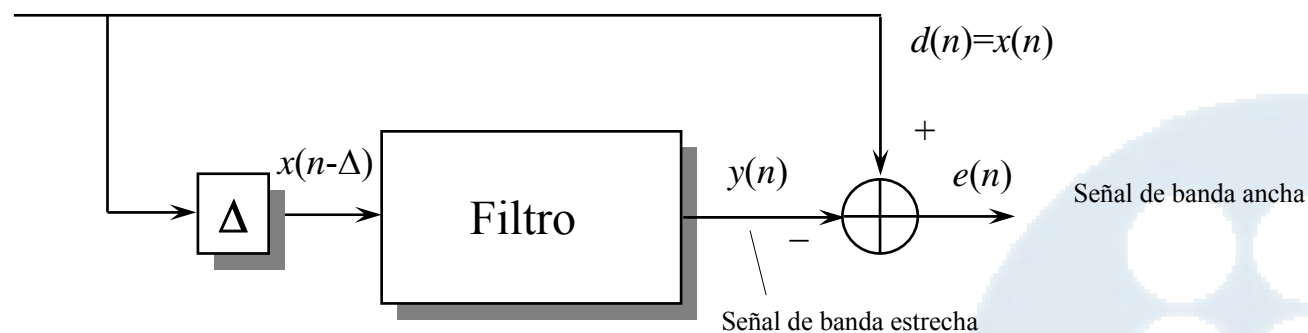 d(n)=x(n)
+
x(n-Δ)
y(n)
e(n)
Señal de banda ancha
Δ
Filtro
−
Señal de banda estrecha